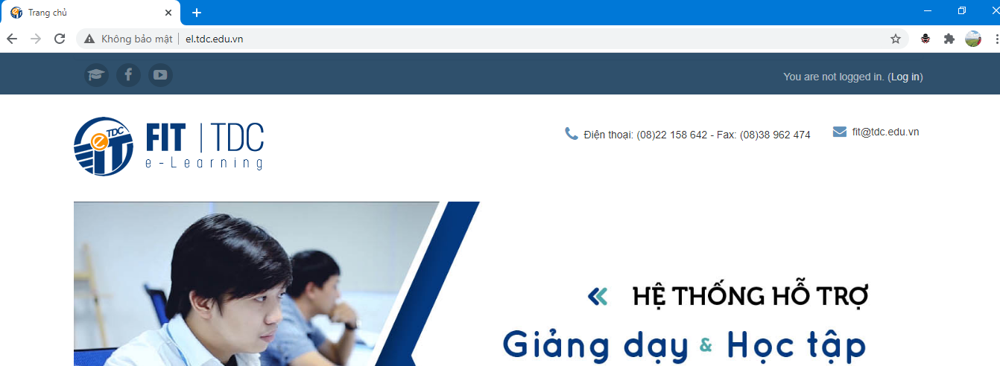 Trang chủ
Không bảo mật
el.tdc.edu.vn
You are not logged in. (Log in)
TDC
e
IT
FIT | TDC
e-Learning
Điện thoại: (08)22 158 642 - Fax: (08)38 962 474
fit@tdc.edu.vn
HỆ THỐNG HỖ TRỢ
Giảng dạy & Học tập